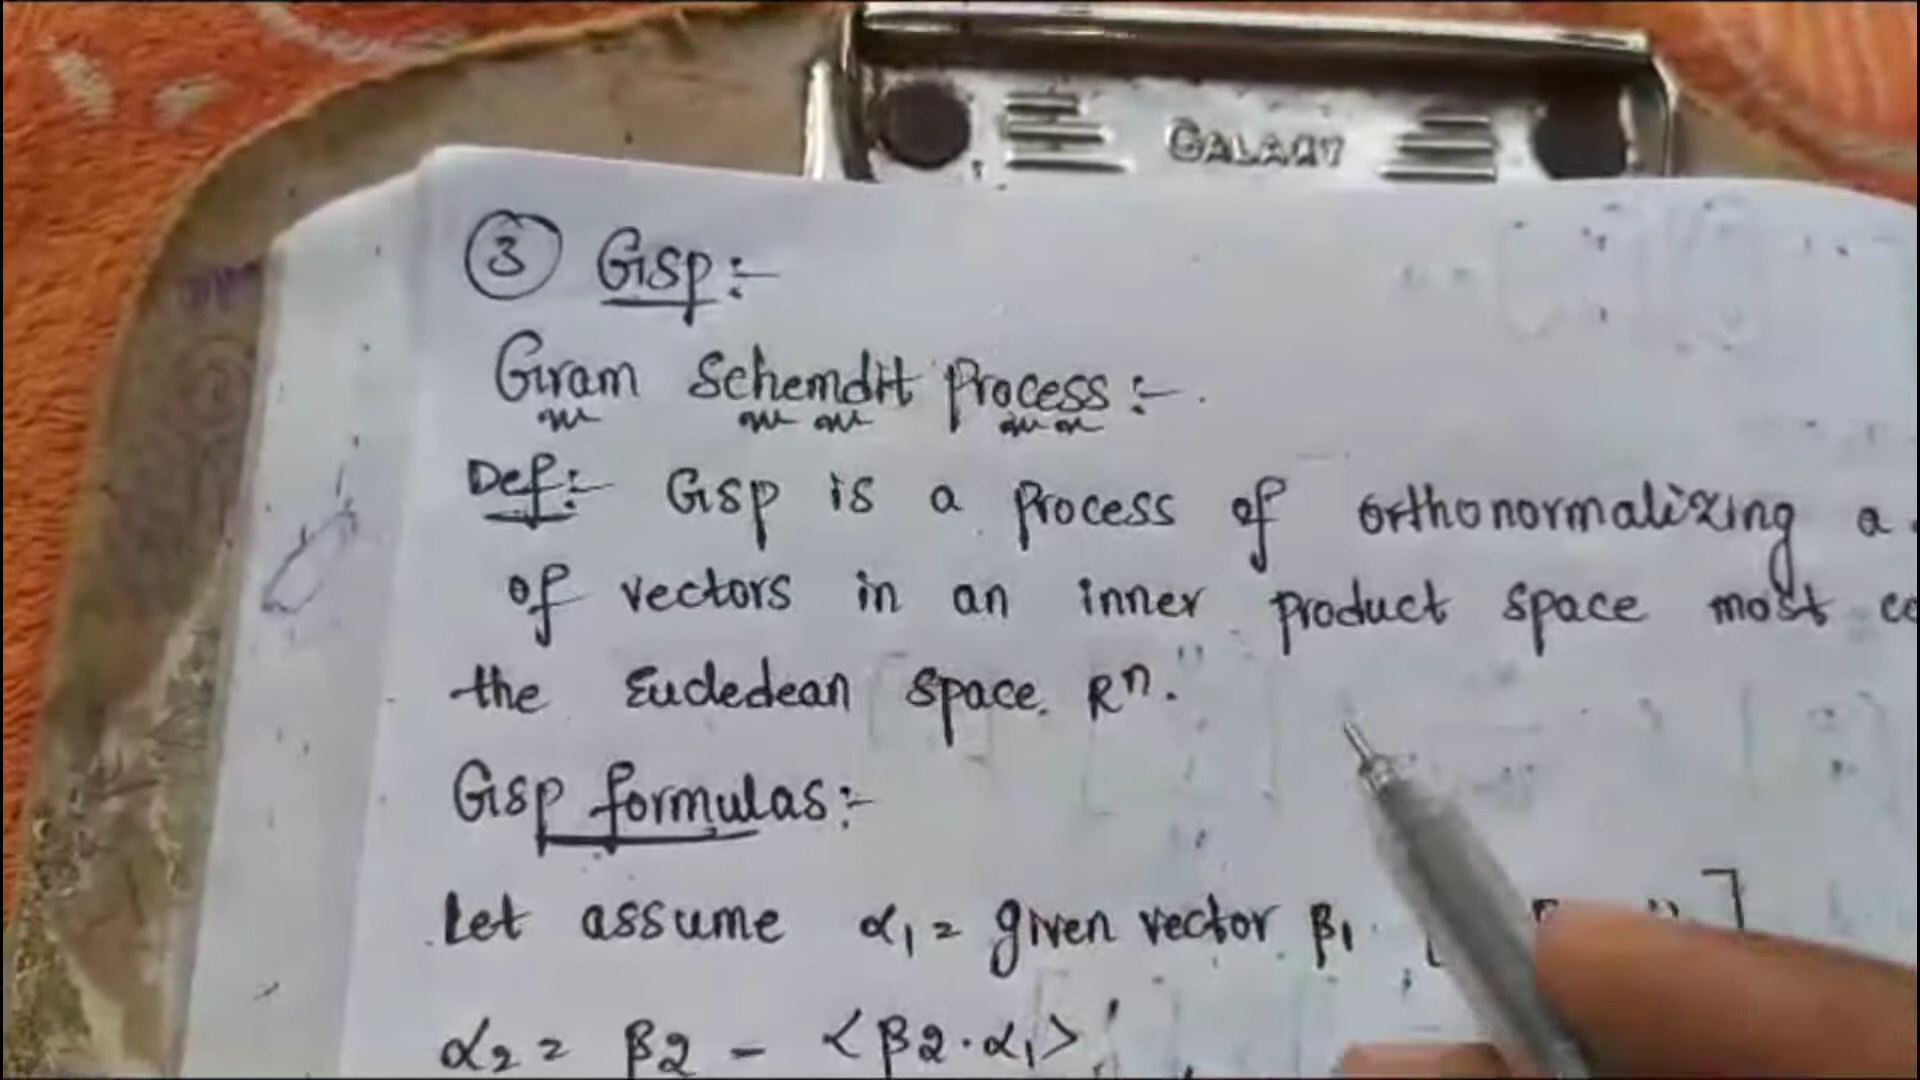 GALAXY
③ GSP:-
Gram Schemdit Process:-
Def:- GSP is a process of orthonormalizing a
of vectors in an inner product space most
the Eucledean space R^n."
GSP formulas:-
Let assume α₁ = given vector β₁
α₂ = β₂ - <β₂·α₁>